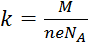 k = M / neN_A